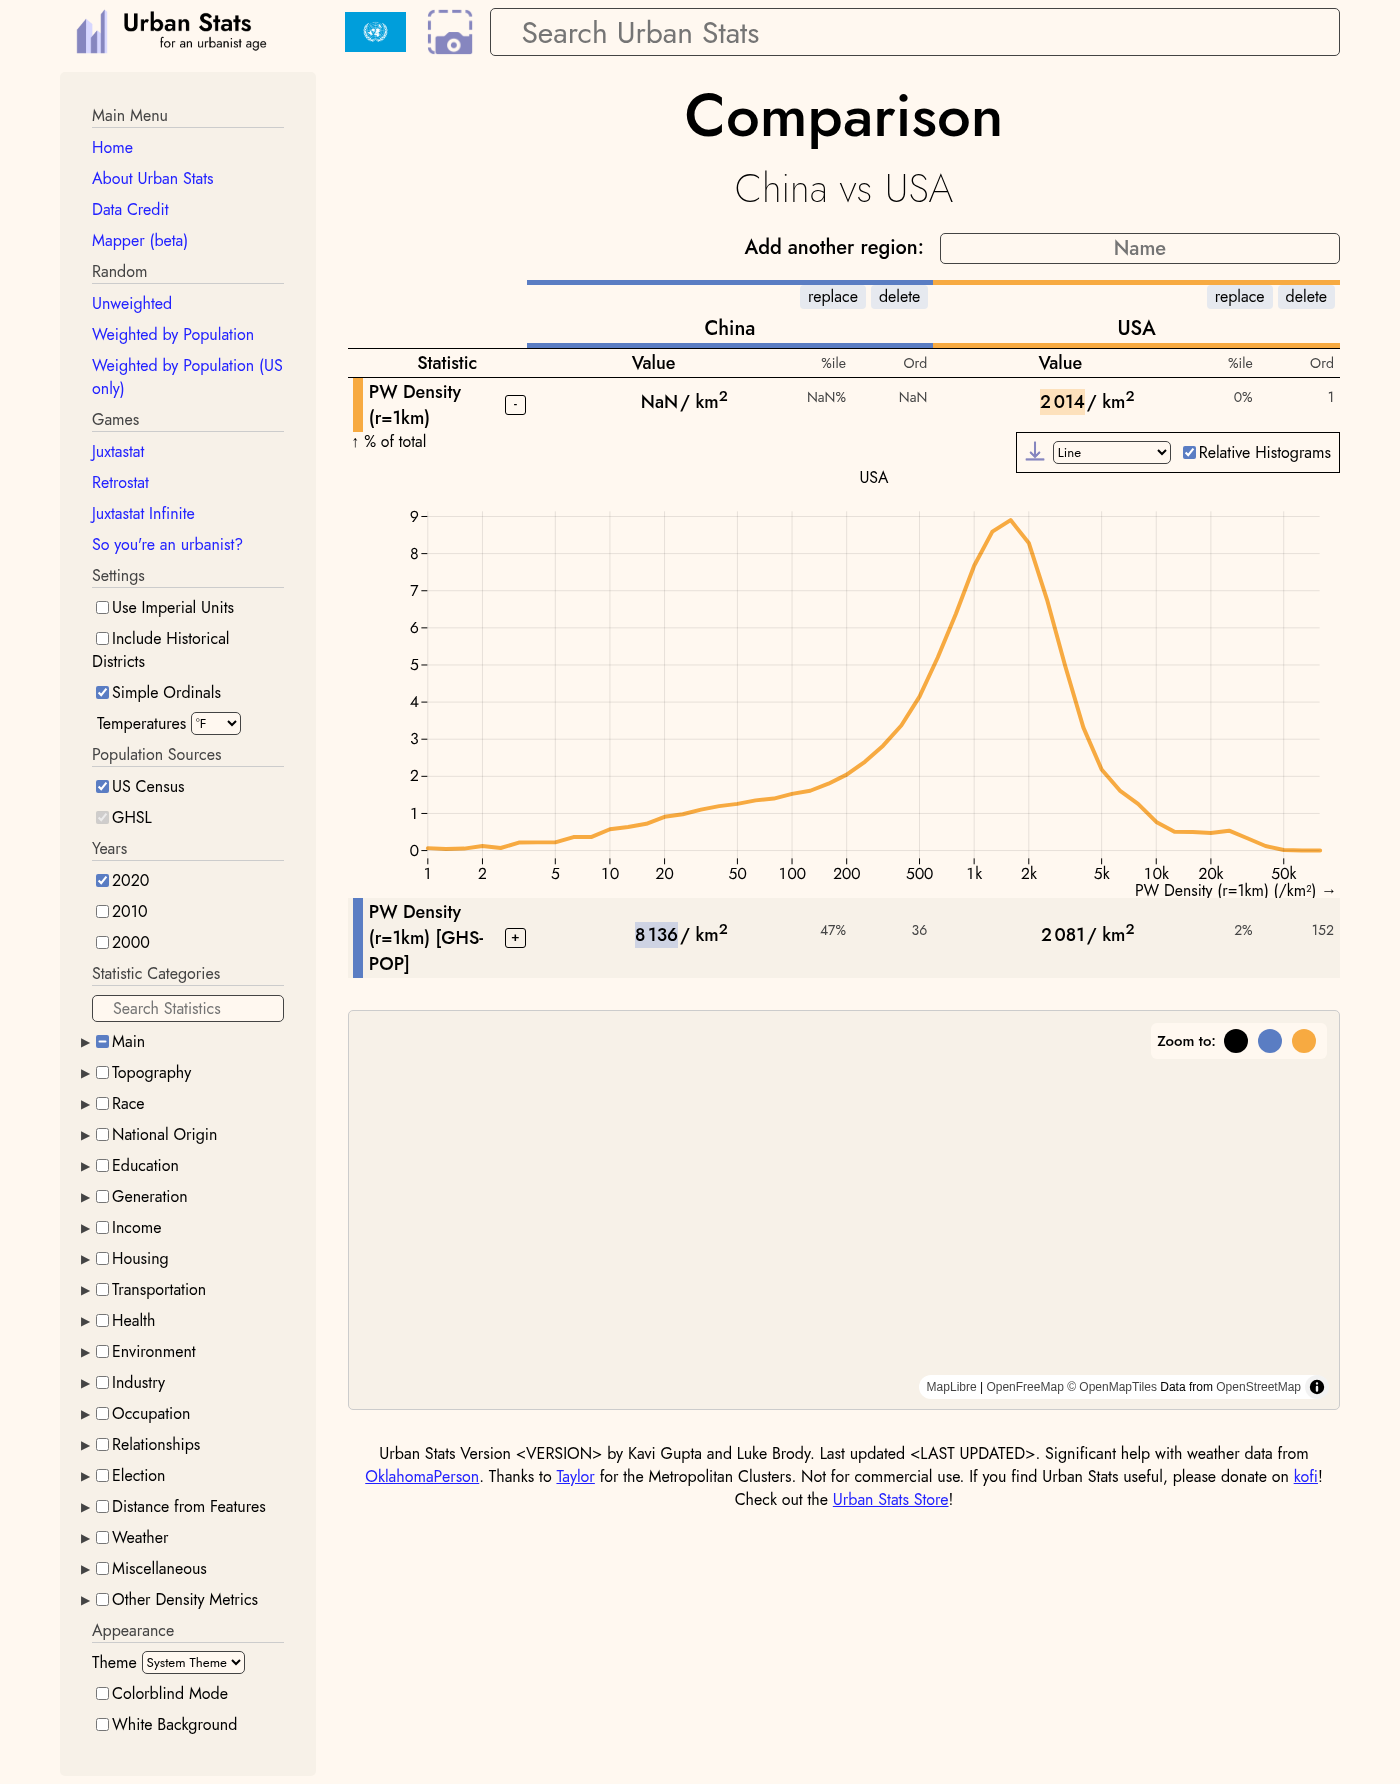 Urban Stats
for an urbanist age
Search Urban Stats
Main Menu
Home
About Urban Stats
Data Credit
Mapper (beta)
Random
Unweighted
Weighted by Population
Weighted by Population (US
only)
Games
Juxtastat
Retrostat
Juxtastat Infinite
So you're an urbanist?
Settings
Use Imperial Units
Include Historical
Districts
Simple Ordinals
Temperatures °F
Population Sources
US Census
GHSL
Years
2020
2010
2000
Statistic Categories
Search Statistics
Main
Topography
Race
National Origin
Education
Generation
Income
Housing
Transportation
Health
Environment
Industry
Occupation
Relationships
Election
Distance from Features
Weather
Miscellaneous
Other Density Metrics
Appearance
Theme System Theme
Colorblind Mode
White Background
Comparison
China vs USA
Add another region: Name
replace delete replace delete
China USA
Statistic Value %ile Ord Value %ile Ord
PW Density
(r=1km) - NaN / km² NaN% NaN 2 014 / km² 0% 1
↑ % of total
Line Relative Histograms
USA
9
8
7
6
5
4
3
2
1
0
1 2 5 10 20 50 100 200 500 1k 2k 5k 10k 20k 50k
PW Density (r=1km) (/km²) →
PW Density
(r=1km) [GHS-
POP] + 8 136 / km² 47% 36 2 081 / km² 2% 152
Zoom to:
MapLibre | OpenFreeMap © OpenMapTiles Data from OpenStreetMap
Urban Stats Version <VERSION> by Kavi Gupta and Luke Brody. Last updated <LAST UPDATED>. Significant help with weather data from
OklahomaPerson. Thanks to Taylor for the Metropolitan Clusters. Not for commercial use. If you find Urban Stats useful, please donate on kofi!
Check out the Urban Stats Store!